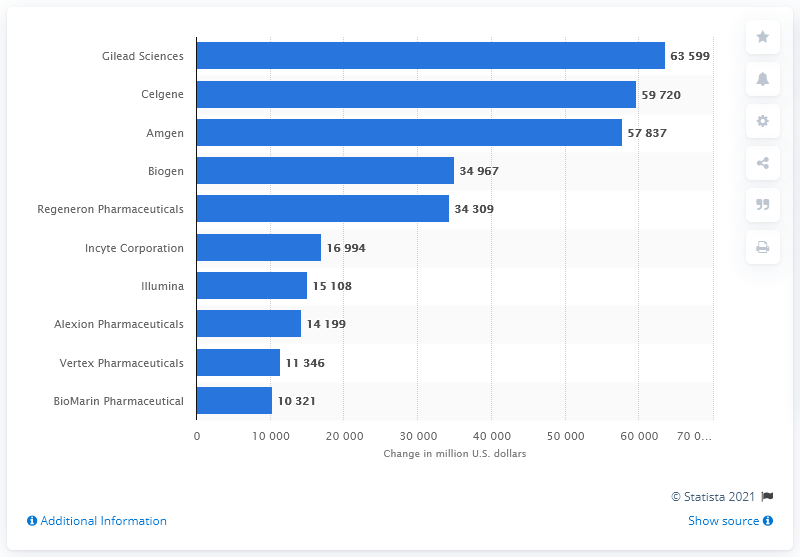 Gilead Sciences 63 599
Celgene 59 720
Amgen 57 837
Biogen 34 967
Regeneron Pharmaceuticals 34 309
Incyte Corporation 16 994
Illumina 15 108
Alexion Pharmaceuticals 14 199
Vertex Pharmaceuticals 11 346
BioMarin Pharmaceutical 10 321
0 10 000 20 000 30 000 40 000 50 000 60 000 70 0...
Change in million U.S. dollars
© Statista 2021
Additional Information Show source